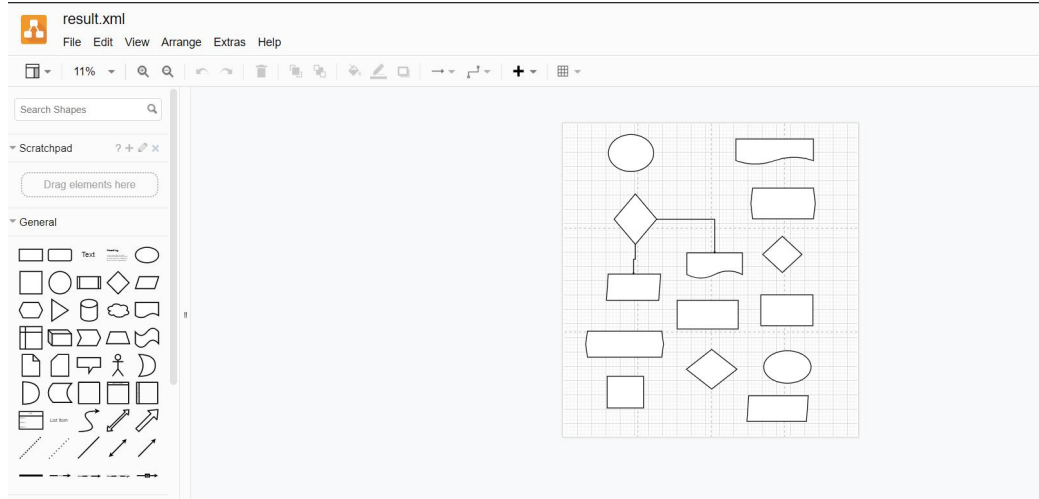 result.xml
File Edit View Arrange Extras Help
11%
Search Shapes
Scratchpad ? + ×
Drag elements here
General
Text
List Item